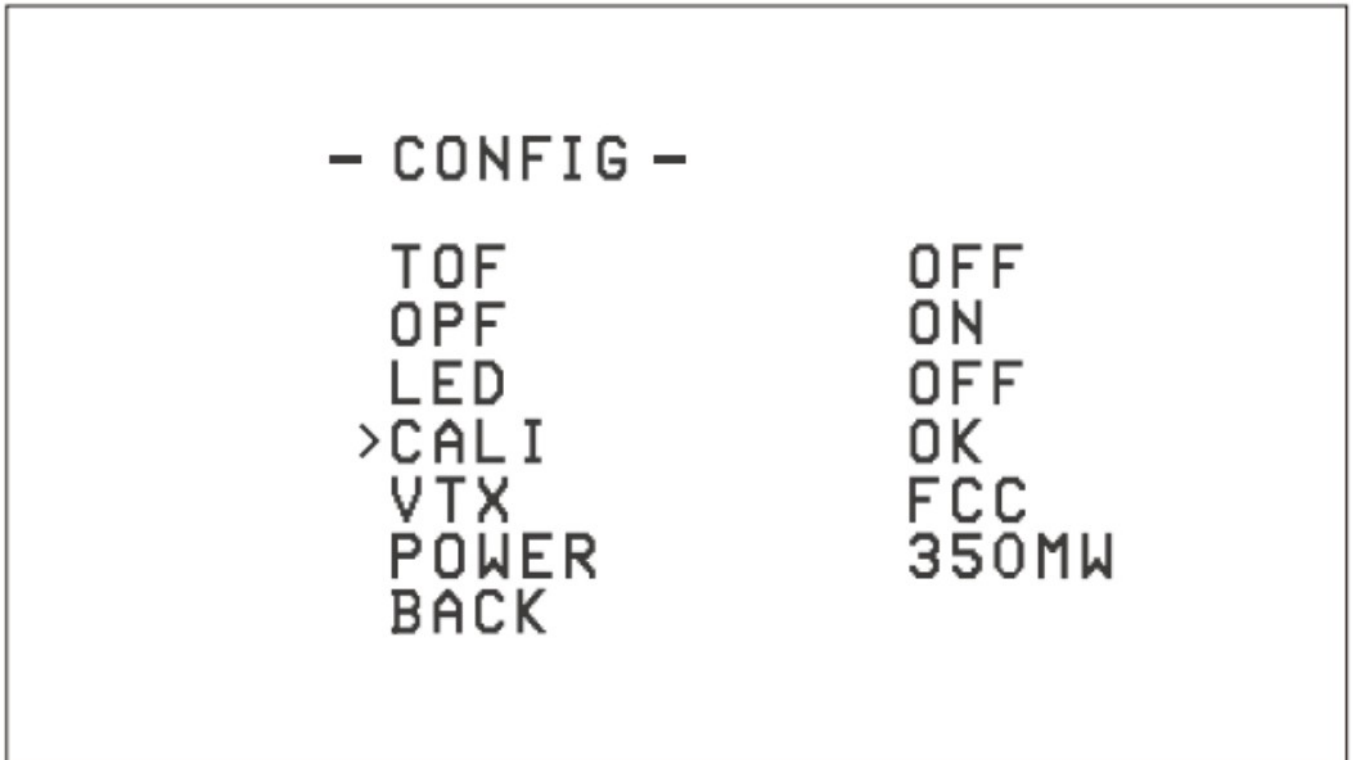 - CONFIG -
TOF OFF
OPF ON
LED OFF
>CALI OK
VTX FCC
POWER 350MW
BACK